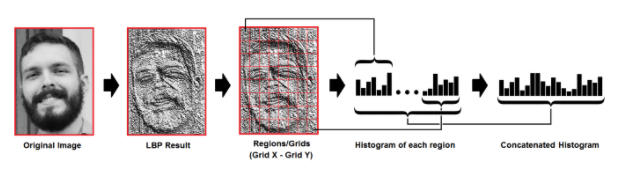 Original Image
LBP Result
Regions/Grids
(Grid X - Grid Y)
Histogram of each region
Concatenated Histogram